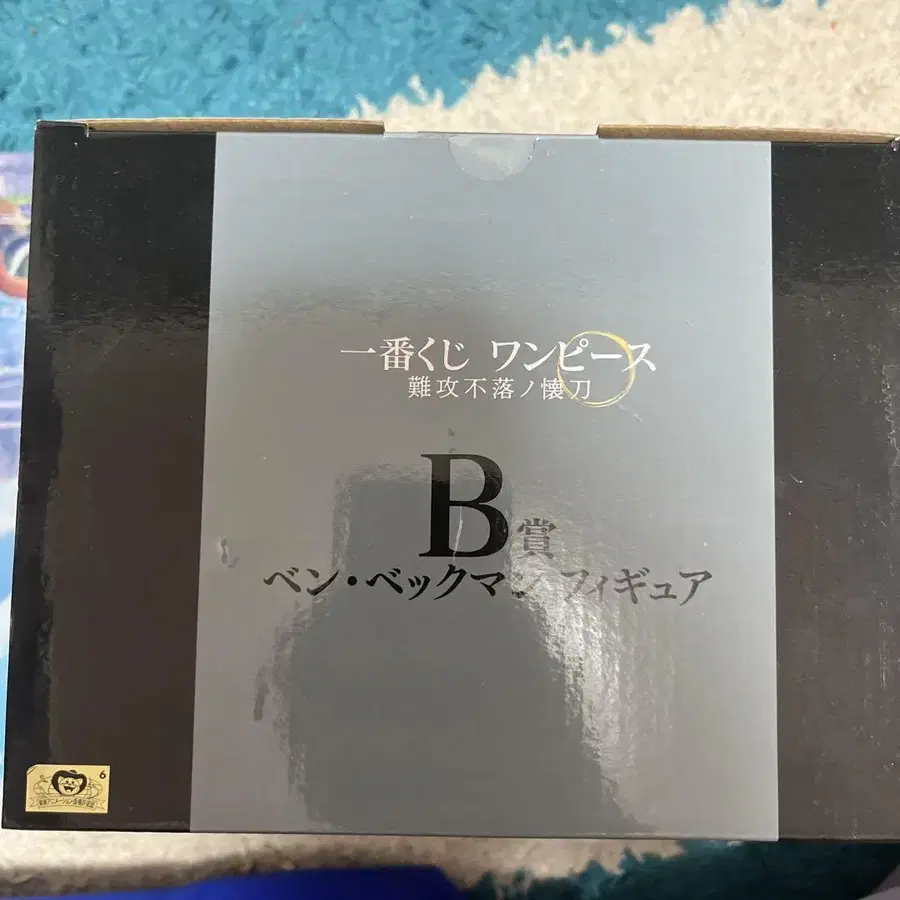 一番くじ ワンピース
難攻不落ノ懐刀
B賞
ベン・ベックマン フィギュア
6